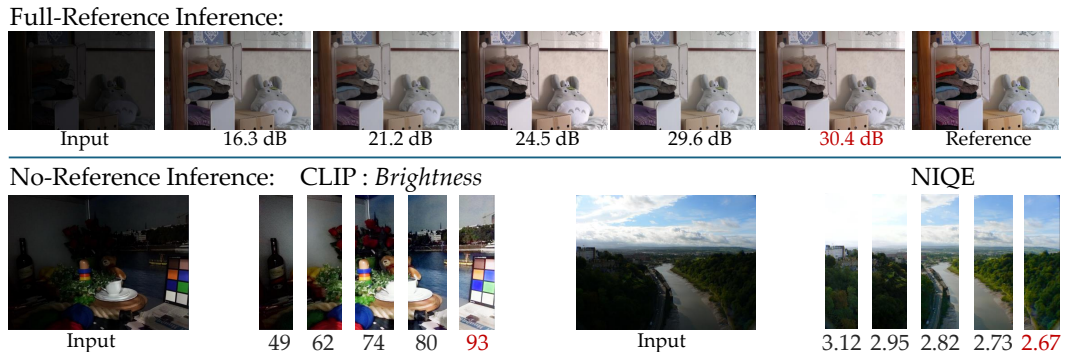 Full-Reference Inference:
Input 16.3 dB 21.2 dB 24.5 dB 29.6 dB 30.4 dB Reference
No-Reference Inference: CLIP : Brightness NIQE
Input 49 62 74 80 93 Input 3.12 2.95 2.82 2.73 2.67